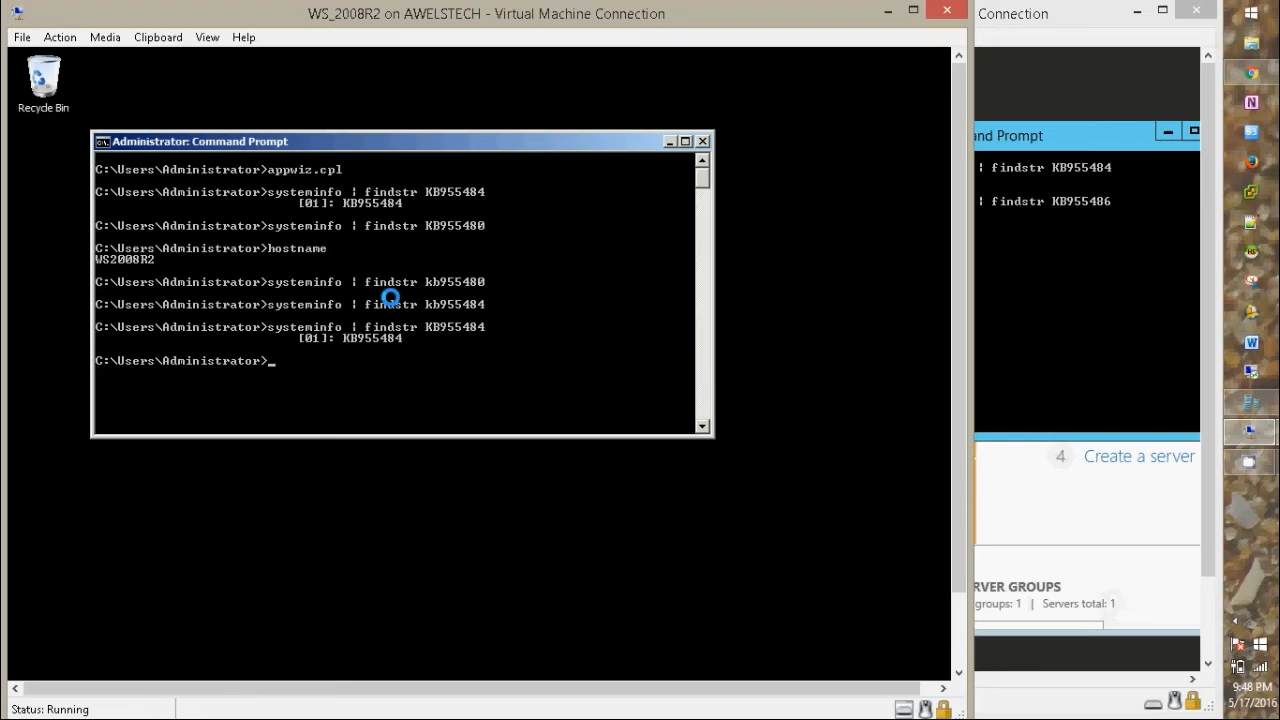 WS_2008R2 on AWELSTECH - Virtual Machine Connection
Connection
File Action Media Clipboard View Help
Recycle Bin
Administrator: Command Prompt
C:\Users\Administrator>appwiz.cpl
C:\Users\Administrator>systeminfo | findstr KB955484
[01]: KB955484
C:\Users\Administrator>systeminfo | findstr KB955480
C:\Users\Administrator>hostname
WS2008R2
C:\Users\Administrator>systeminfo | findstr kb955480
C:\Users\Administrator>systeminfo | findstr kb955484
C:\Users\Administrator>systeminfo | findstr KB955484
[01]: KB955484
C:\Users\Administrator>_
nd Prompt
| findstr KB955484
| findstr KB955486
4 Create a server
RVER GROUPS
groups: 1 | Servers total: 1
Status: Running
9:48 PM
5/17/2016